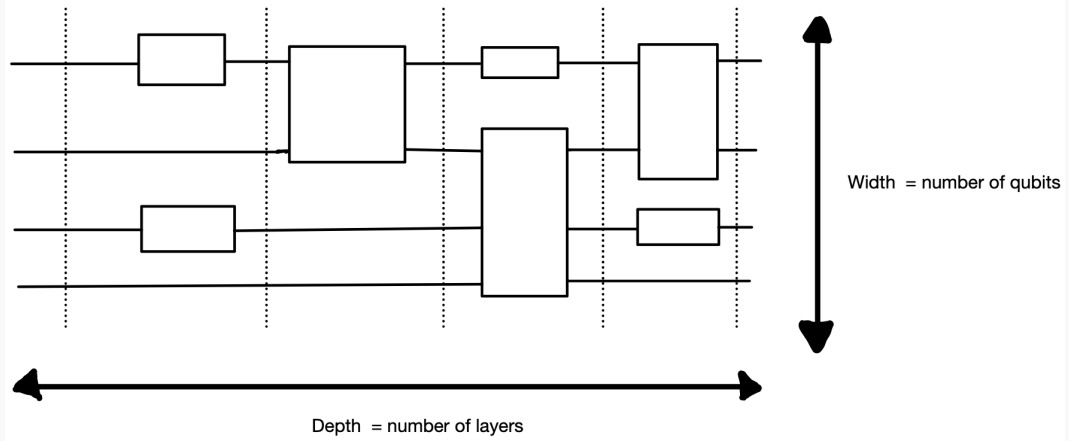 Width = number of qubits
Depth = number of layers